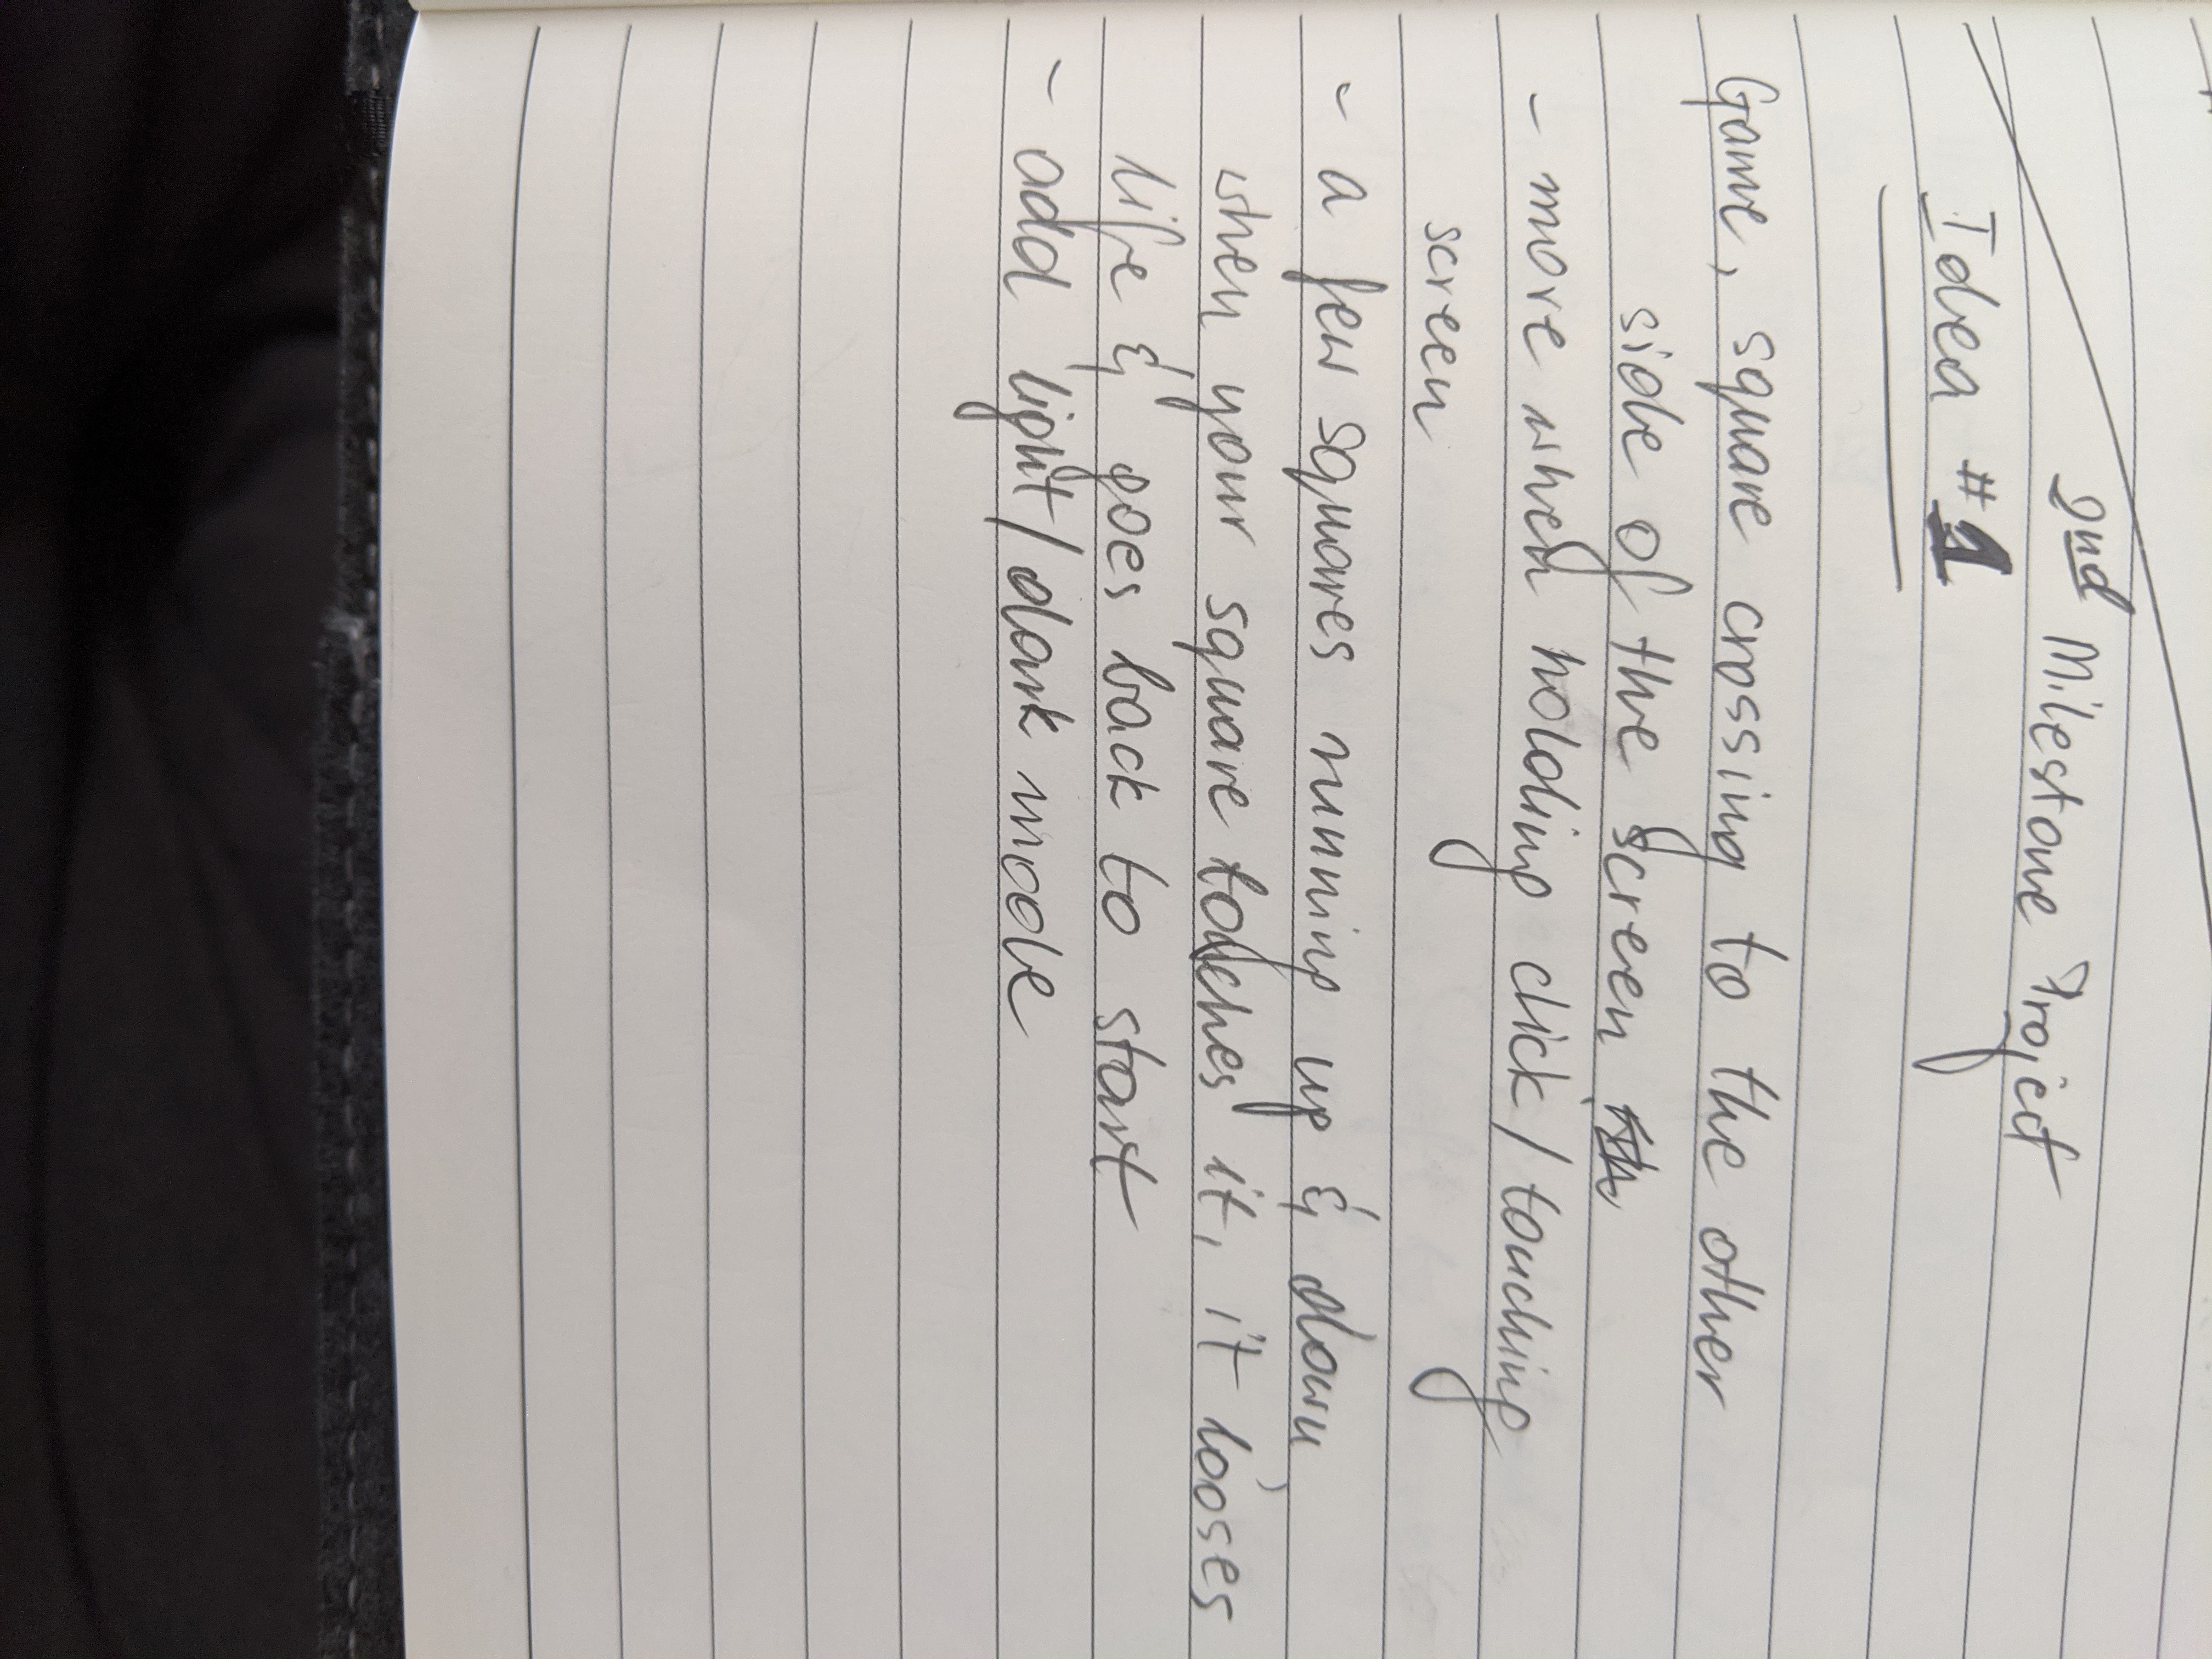 2nd Milestone Project
Idea #1
Game, square crossing to the other
side of the screen
- move when holding click / touching
screen
- a few squares running up & down,
when your square touches it, it looses
life & goes back to start
- add light / dark mode